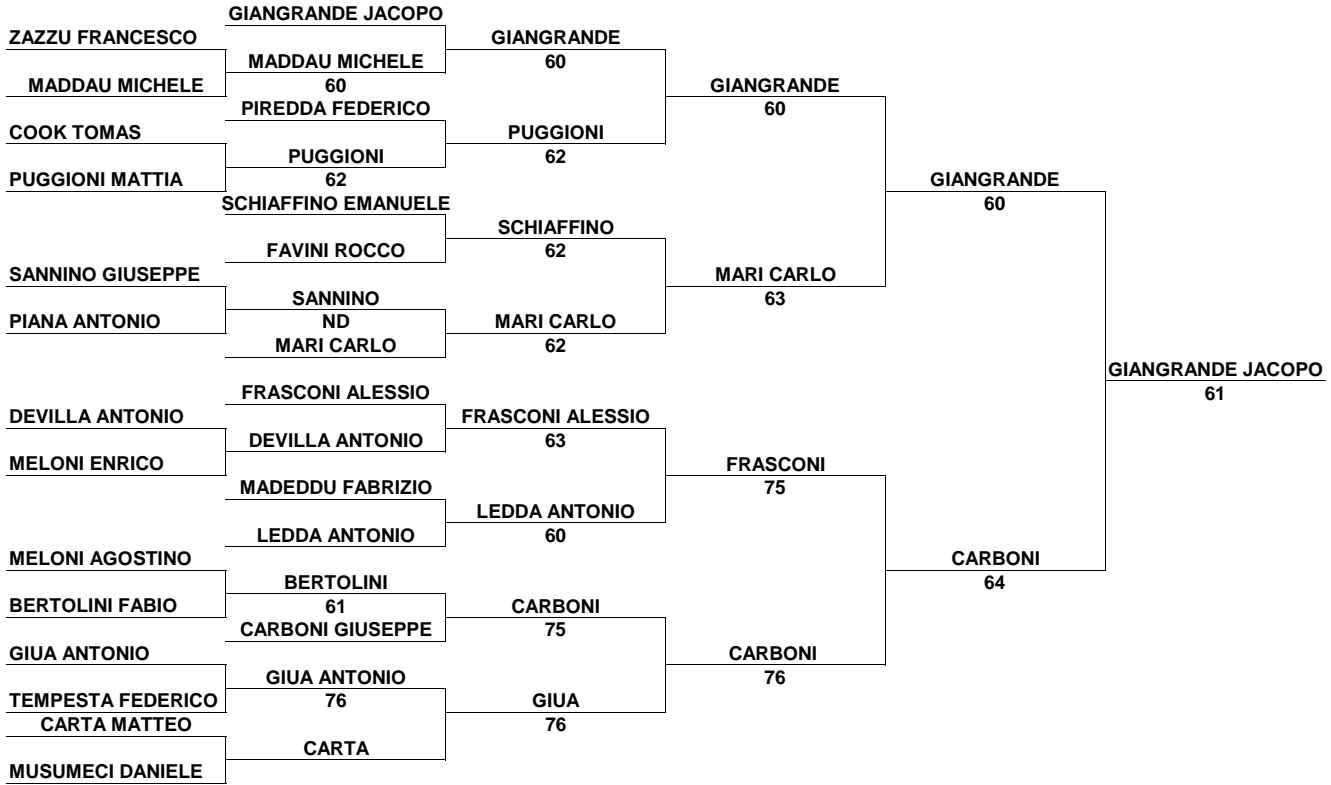 GIANGRANDE JACOPO
ZAZZU FRANCESCO GIANGRANDE
MADDAU MICHELE 60
MADDAU MICHELE 60 GIANGRANDE
PIREDDA FEDERICO 60
COOK TOMAS PUGGIONI
PUGGIONI 62
PUGGIONI MATTIA 62 GIANGRANDE
SCHIAFFINO EMANUELE 60
SCHIAFFINO
FAVINI ROCCO 62
SANNINO GIUSEPPE MARI CARLO
SANNINO 63
PIANA ANTONIO ND MARI CARLO
MARI CARLO 62
GIANGRANDE JACOPO
FRASCONI ALESSIO 61
DEVILLA ANTONIO FRASCONI ALESSIO
DEVILLA ANTONIO 63
MELONI ENRICO FRASCONI
MADEDDU FABRIZIO 75
LEDDA ANTONIO
LEDDA ANTONIO 60
MELONI AGOSTINO CARBONI
BERTOLINI 64
BERTOLINI FABIO 61 CARBONI
CARBONI GIUSEPPE 75
GIUA ANTONIO CARBONI
GIUA ANTONIO 76
TEMPESTA FEDERICO 76 GIUA
CARTA MATTEO 76
CARTA
MUSUMECI DANIELE